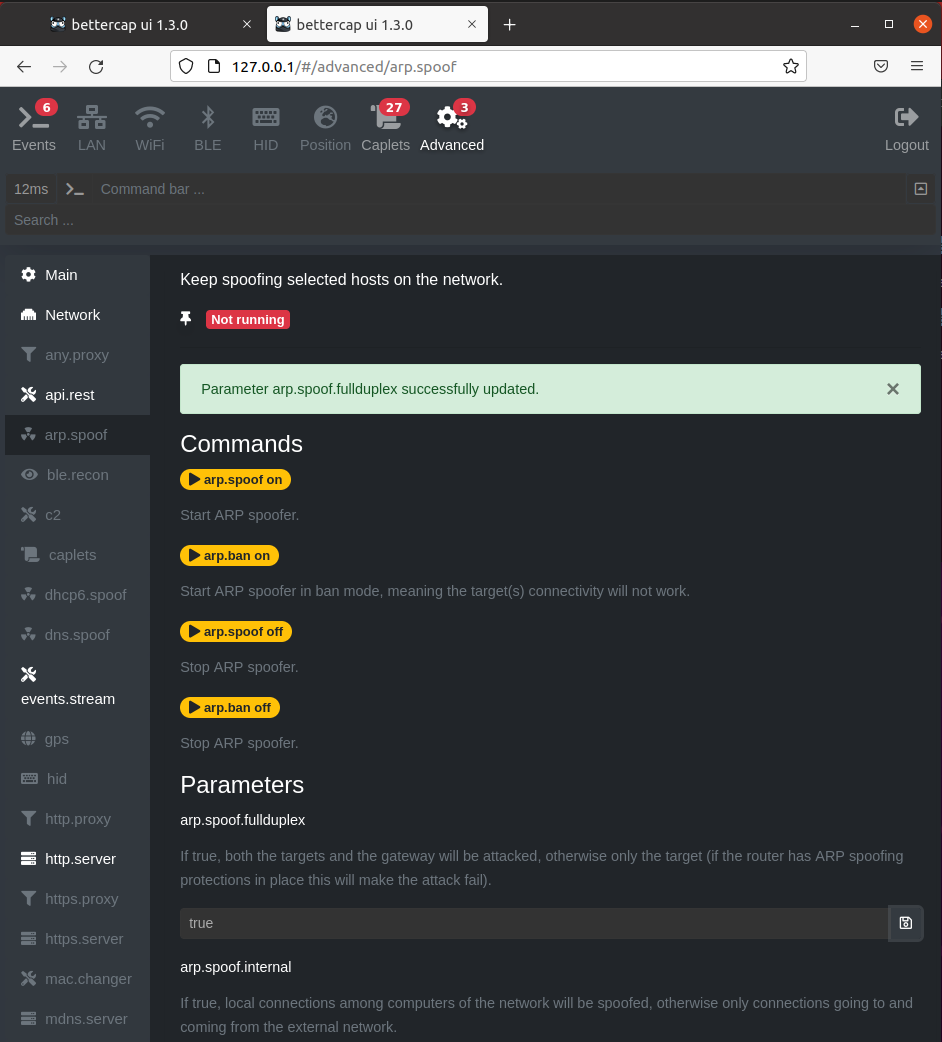 bettercap ui 1.3.0
bettercap ui 1.3.0
127.0.0.1/#/advanced/arp.spoof
6
27
3
Events LAN WiFi BLE HID Position Caplets Advanced Logout
12ms Command bar ...
Search ...
Main
Network
any.proxy
api.rest
arp.spoof
ble.recon
c2
caplets
dhcp6.spoof
dns.spoof
events.stream
gps
hid
http.proxy
http.server
https.proxy
https.server
mac.changer
mdns.server
Keep spoofing selected hosts on the network.
Not running
Parameter arp.spoof.fullduplex successfully updated.
Commands
arp.spoof on
Start ARP spoofer.
arp.ban on
Start ARP spoofer in ban mode, meaning the target(s) connectivity will not work.
arp.spoof off
Stop ARP spoofer.
arp.ban off
Stop ARP spoofer.
Parameters
arp.spoof.fullduplex
If true, both the targets and the gateway will be attacked, otherwise only the target (if the router has ARP spoofing
protections in place this will make the attack fail).
true
arp.spoof.internal
If true, local connections among computers of the network will be spoofed, otherwise only connections going to and
coming from the external network.